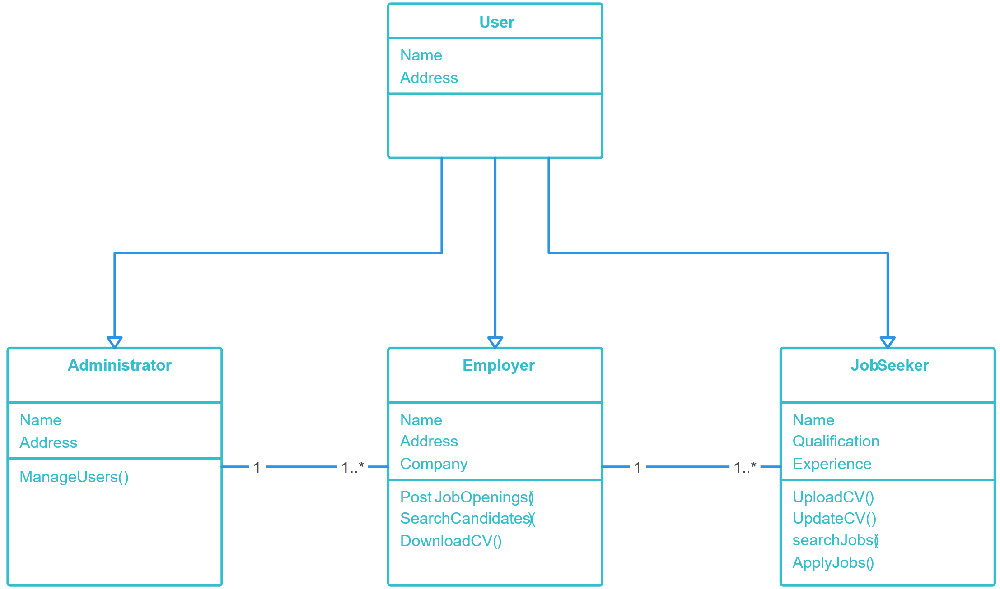 User
Name
Address
Administrator
Name
Address
ManageUsers()
1
1..*
Employer
Name
Address
Company
Post JobOpenings()
SearchCandidates()
DownloadCV()
1
1..*
JobSeeker
Name
Qualification
Experience
UploadCV()
UpdateCV()
searchJobs()
ApplyJobs()